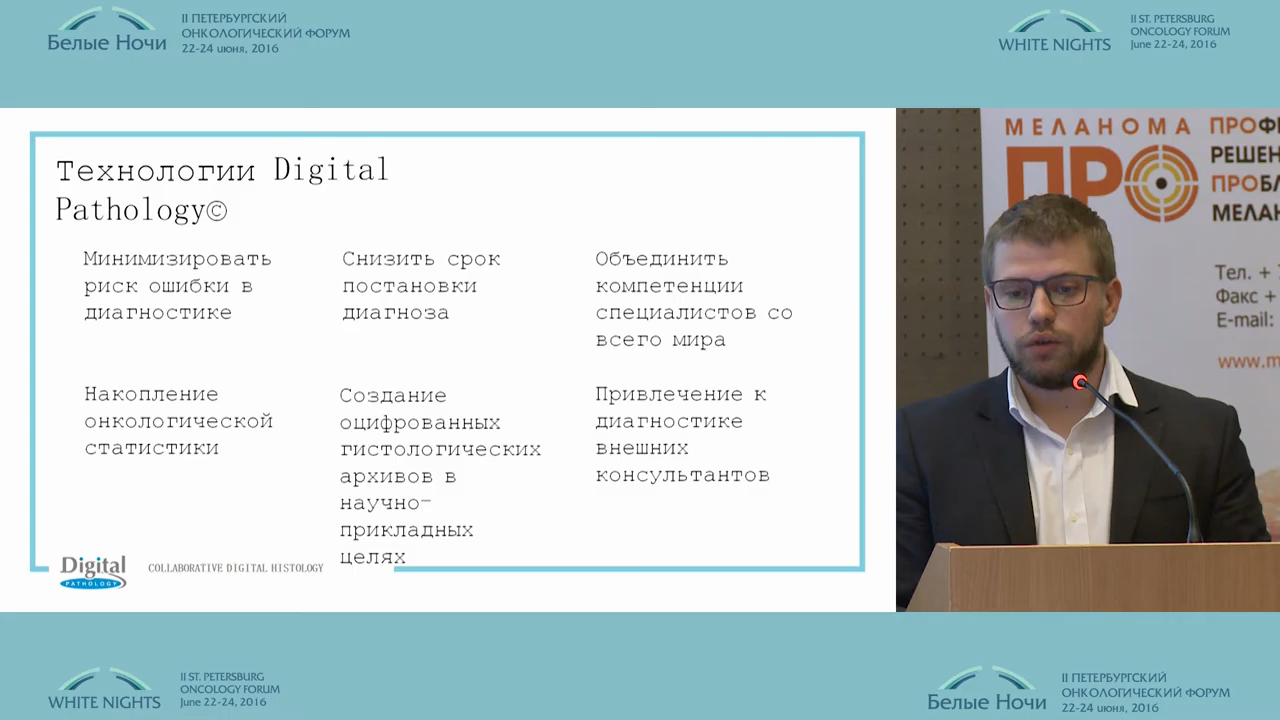 Белые Ночи
II ПЕТЕРБУРГСКИЙ
ОНКОЛОГИЧЕСКИЙ ФОРУМ
22-24 июня, 2016
WHITE NIGHTS
II ST. PETERSBURG
ONCOLOGY FORUM
June 22-24, 2016
Технологии Digital
Pathology©
Минимизировать
риск ошибки в
диагностике
Снизить срок
постановки
диагноза
Объединить
компетенции
специалистов со
всего мира
Накопление
онкологической
статистики
Создание
оцифрованных
гистологических
архивов в
научно-
прикладных
целях
Привлечение к
диагностике
внешних
консультантов
Digital
PATHOLOGY
COLLABORATIVE DIGITAL HISTOLOGY
МЕЛАНОМА
ПРО
ПРОФ
РЕШЕН
ПРОБЛ
МЕЛАН
Тел. +
Факс +
E-mail:
www.m
WHITE NIGHTS
II ST. PETERSBURG
ONCOLOGY FORUM
June 22-24, 2016
Белые Ночи
II ПЕТЕРБУРГСКИЙ
ОНКОЛОГИЧЕСКИЙ ФОРУМ
22-24 июня, 2016